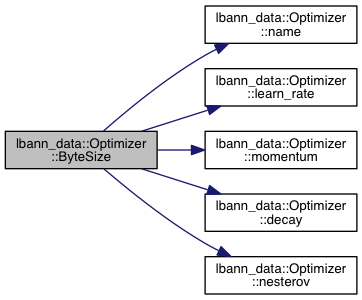 lbann_data::Optimizer
::ByteSize
lbann_data::Optimizer
::name
lbann_data::Optimizer
::learn_rate
lbann_data::Optimizer
::momentum
lbann_data::Optimizer
::decay
lbann_data::Optimizer
::nesterov